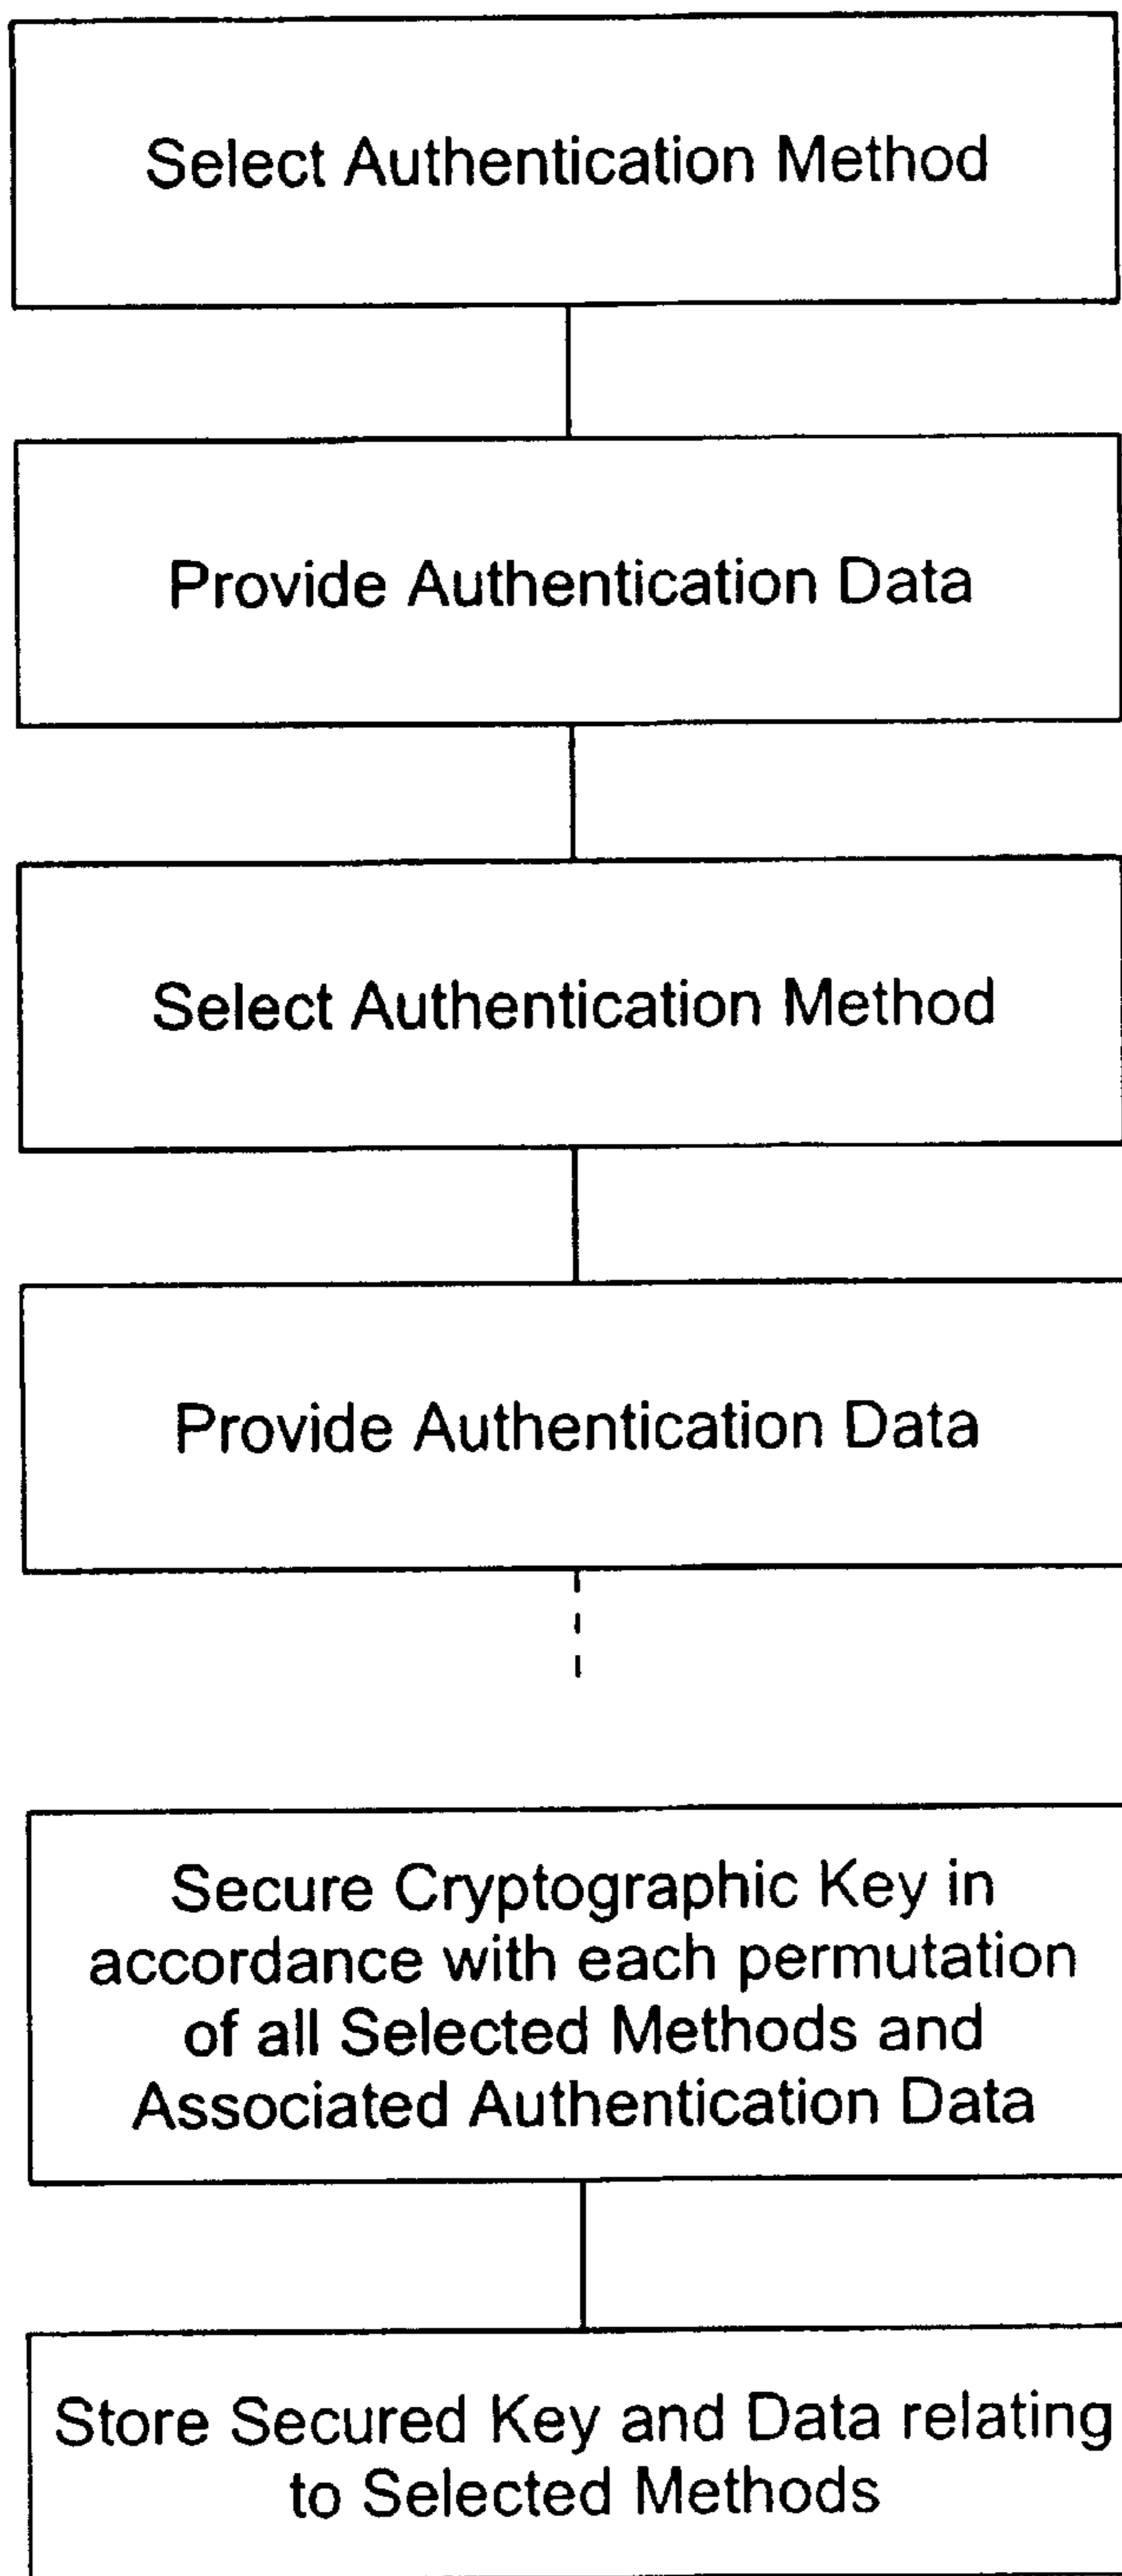 Select Authentication Method
Provide Authentication Data
Select Authentication Method
Provide Authentication Data
Secure Cryptographic Key in
accordance with each permutation
of all Selected Methods and
Associated Authentication Data
Store Secured Key and Data relating
to Selected Methods